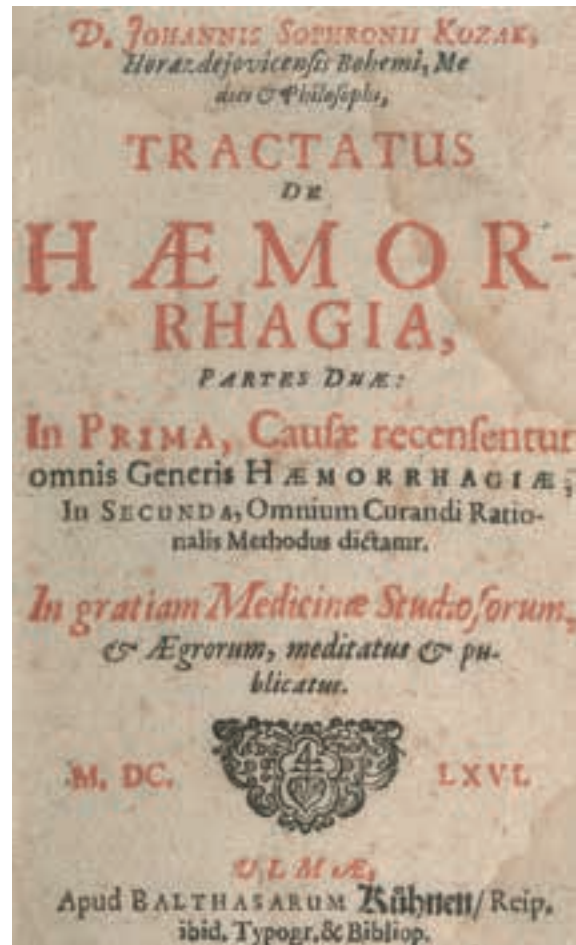 D. JOHANNIS SOPHRONII KOZAK,
Horazdejovicensis Bohemi, Me
dici & Philosophi,
TRACTATUS
DE
HÆMOR-
RHAGIA,
PARTES DUÆ:
In PRIMA, Causæ recensentur
omnis Generis HÆMORRHAGIÆ,
In SECUNDA, Omnium Curandi Ratio-
nalis Methodus dictatur.
In gratiam Medicinæ Studiosorum,
& Ægrorum, meditatus & pu-
blicatus.
M. DC. LXVI.
ULMÆ,
Apud BALTHASARUM Kühnen/ Reip.
ibid. Typogr. & Bibliop.